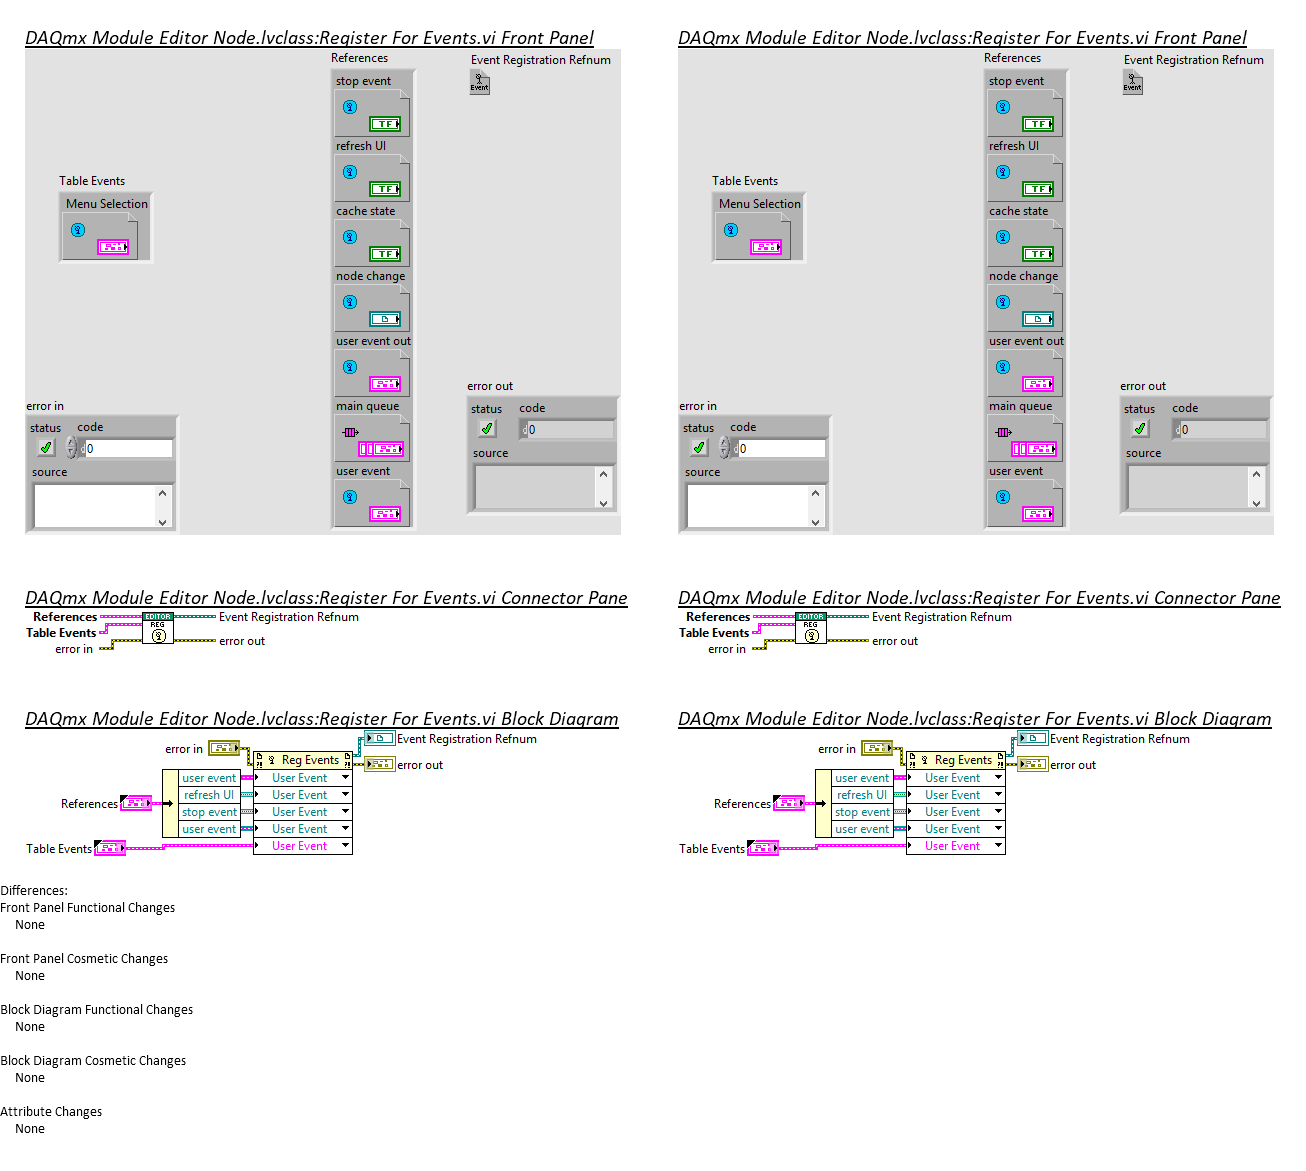 DAQmx Module Editor Node.lvclass:Register For Events.vi Front Panel
References
Event Registration Refnum
stop event
Event
TF
refresh UI
TF
Table Events
Menu Selection
cache state
TF
node change
user event out
error out
error in
main queue
status
code
status
code
0
0
source
source
user event
DAQmx Module Editor Node.lvclass:Register For Events.vi Front Panel
References
Event Registration Refnum
stop event
Event
TF
refresh UI
TF
Table Events
Menu Selection
cache state
TF
node change
user event out
error out
error in
main queue
status
code
status
code
0
0
source
source
user event
DAQmx Module Editor Node.lvclass:Register For Events.vi Connector Pane
References
EDITOR
Event Registration Refnum
Table Events
REG
error in
error out
DAQmx Module Editor Node.lvclass:Register For Events.vi Connector Pane
References
EDITOR
Event Registration Refnum
Table Events
REG
error in
error out
DAQmx Module Editor Node.lvclass:Register For Events.vi Block Diagram
Event Registration Refnum
error in
Reg Events
error out
user event
User Event
refresh UI
User Event
References
stop event
User Event
user event
User Event
Table Events
User Event
DAQmx Module Editor Node.lvclass:Register For Events.vi Block Diagram
Event Registration Refnum
error in
Reg Events
error out
user event
User Event
refresh UI
User Event
References
stop event
User Event
user event
User Event
Table Events
User Event
Differences:
Front Panel Functional Changes
None
Front Panel Cosmetic Changes
None
Block Diagram Functional Changes
None
Block Diagram Cosmetic Changes
None
Attribute Changes
None